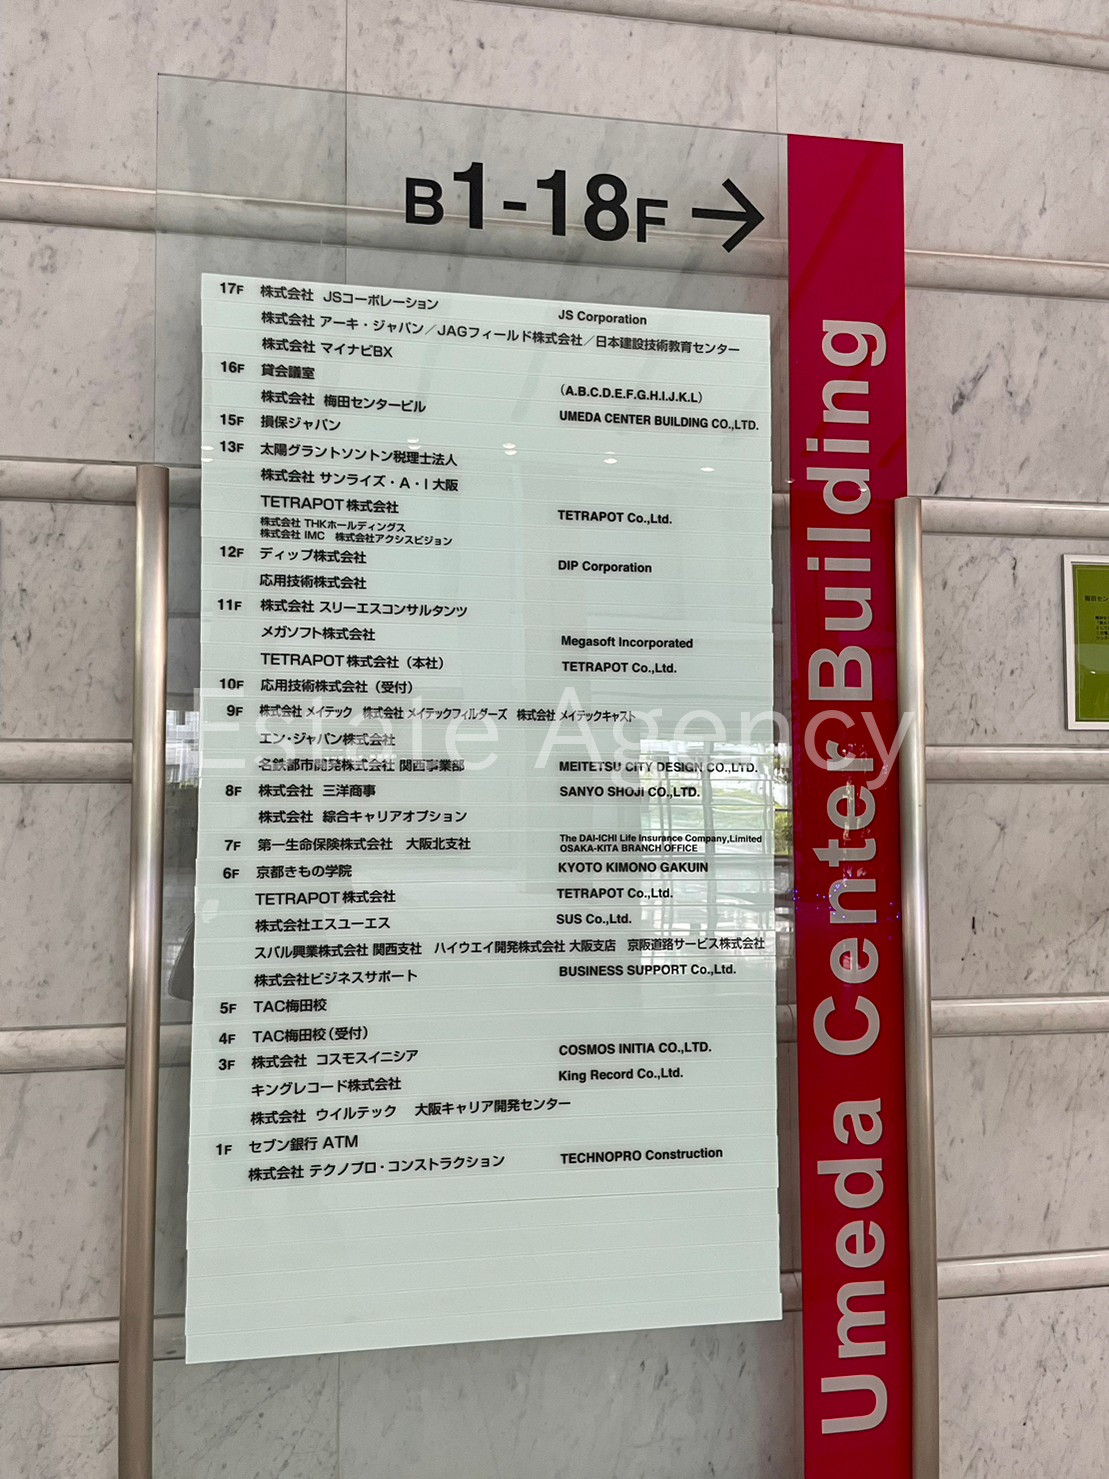 B1-18F →
17F 株式会社 JSコーポレーション JS Corporation
株式会社 アーキ・ジャパン／JAGフィールド株式会社／日本建設技術教育センター
株式会社 マイナビBX
16F 貸会議室 (A.B.C.D.E.F.G.H.I.J.K.L)
株式会社 梅田センタービル UMEDA CENTER BUILDING CO.,LTD.
15F 損保ジャパン
13F 太陽グラントソントン税理士法人
株式会社 サンライズ・A・I 大阪
TETRAPOT 株式会社 TETRAPOT Co.,Ltd.
株式会社 THKホールディングス
株式会社 IMC 株式会社アクシスビジョン
12F ディップ株式会社 DIP Corporation
応用技術株式会社
11F 株式会社 スリーエスコンサルタンツ
メガソフト株式会社 Megasoft Incorporated
TETRAPOT 株式会社（本社） TETRAPOT Co.,Ltd.
10F 応用技術株式会社（受付）
9F 株式会社 メイテック 株式会社 メイテックフィルダーズ 株式会社 メイテックキャスト
エン・ジャパン株式会社
名鉄都市開発株式会社 関西事業部 MEITETSU CITY DESIGN CO.,LTD.
8F 株式会社 三洋商事 SANYO SHOJI CO.,LTD.
株式会社 綜合キャリアオプション
7F 第一生命保険株式会社 大阪北支社 The DAI-ICHI Life Insurance Company,Limited
OSAKA-KITA BRANCH OFFICE
6F 京都きもの学院 KYOTO KIMONO GAKUIN
TETRAPOT 株式会社 TETRAPOT Co.,Ltd.
株式会社エスユーエス SUS Co.,Ltd.
スバル興業株式会社 関西支社 ハイウエイ開発株式会社 大阪支店 京阪道路サービス株式会社
株式会社ビジネスサポート BUSINESS SUPPORT Co.,Ltd.
5F TAC梅田校
4F TAC梅田校（受付）
3F 株式会社 コスモスイニシア COSMOS INITIA CO.,LTD.
キングレコード株式会社 King Record Co.,Ltd.
株式会社 ウイルテック 大阪キャリア開発センター
1F セブン銀行 ATM
株式会社 テクノプロ・コンストラクション TECHNOPRO Construction
Umeda Center Building
Estate Agency